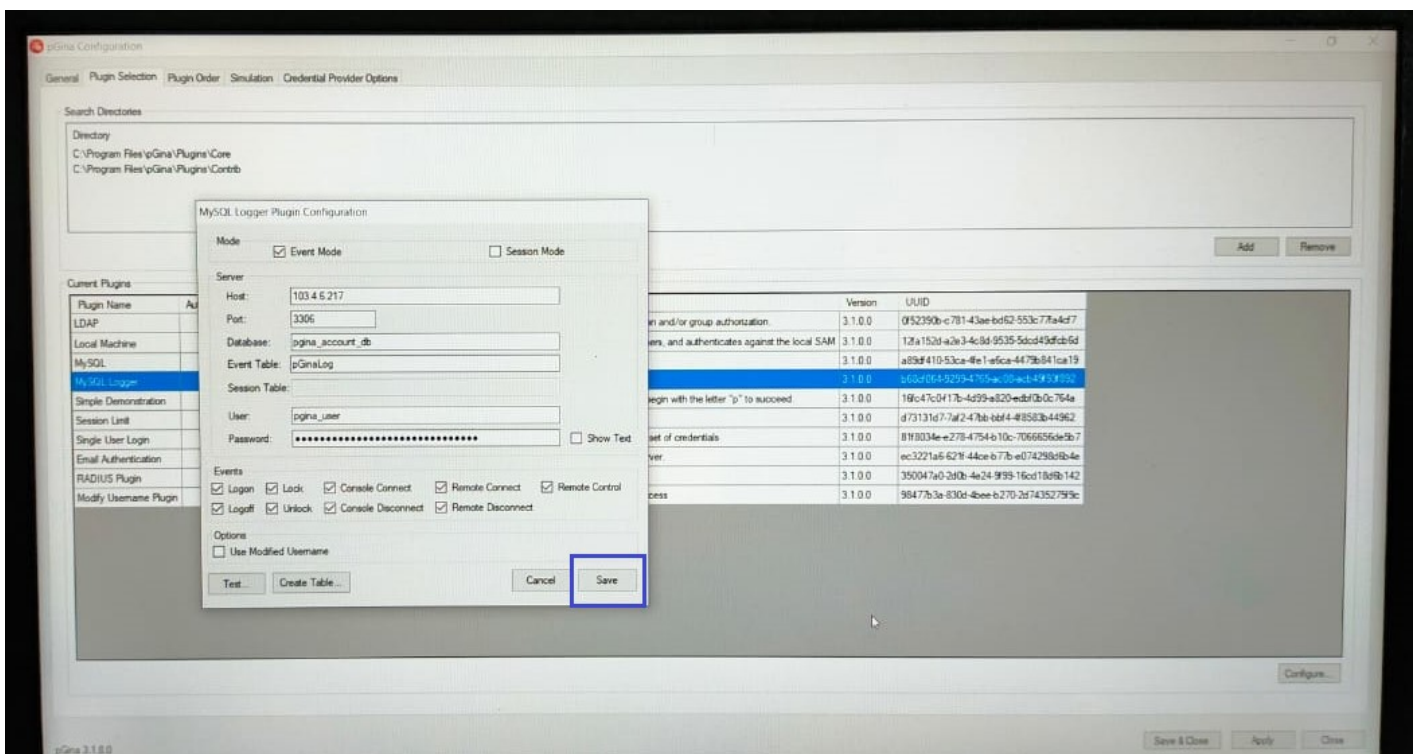 pGina Configuration
General Plugin Selection Plugin Order Simulation Credential Provider Options
Search Directories
Directory
C:\Program Files\pGina\Plugins\Core
C:\Program Files\pGina\Plugins\Contrib
Add Remove
MySQL Logger Plugin Configuration
Mode
Event Mode Session Mode
Server
Host: 103.4.6.217
Port: 3306
Database: pgina_account_db
Event Table: pGinaLog
Session Table:
User: pgina_user
Password: Show Text
Events
Logon Lock Console Connect Remote Connect Remote Control
Logoff Unlock Console Disconnect Remote Disconnect
Options
Use Modified Username
Test... Create Table... Cancel Save
Current Plugins
Plugin Name Version UUID
LDAP and/or group authorization. 3.1.0.0
Local Machine and authenticates against the local SAM 3.1.0.0
MySQL 3.1.0.0
MySQL Logger 3.1.0.0
Simple Demonstration with the letter "p" to succeed. 3.1.0.0
Session Limit 3.1.0.0
Single User Login set of credentials 3.1.0.0
Email Authentication 3.1.0.0
RADIUS Plugin 3.1.0.0
Modify Username Plugin 3.1.0.0
Configure...
pGina 3.1.8.0 Save & Close Apply Close